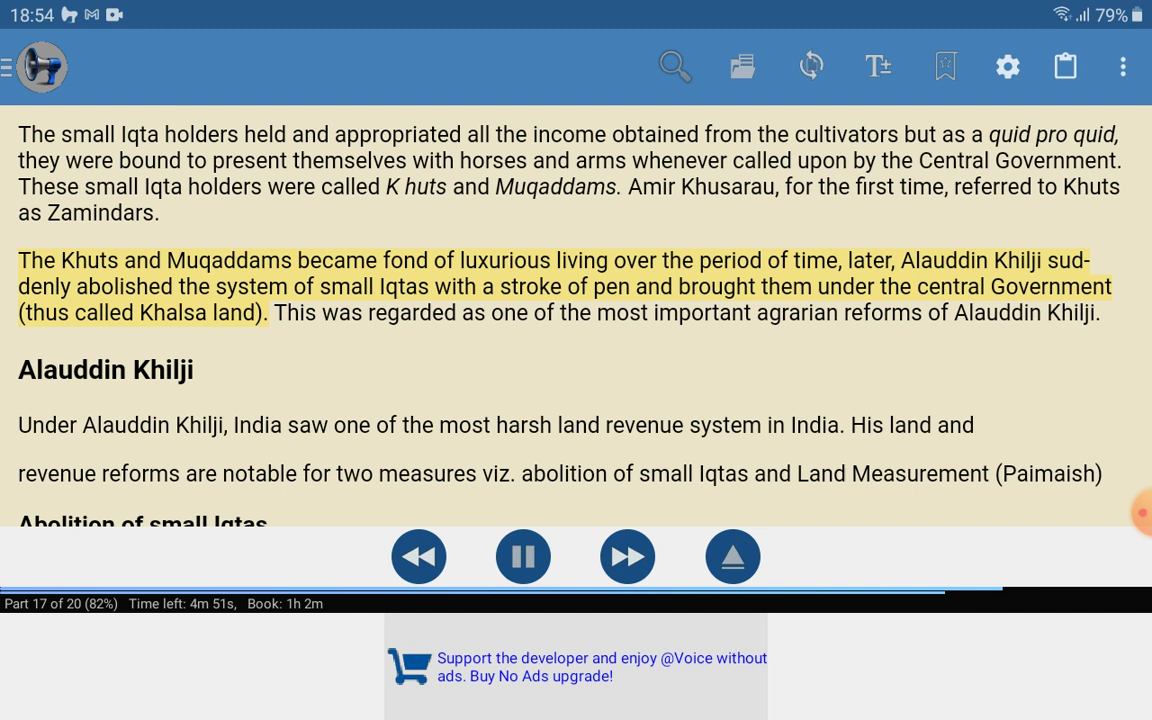 18:54
79%
The small Iqta holders held and appropriated all the income obtained from the cultivators but as a quid pro quid,
they were bound to present themselves with horses and arms whenever called upon by the Central Government.
These small Iqta holders were called K huts and Muqaddams. Amir Khusarau, for the first time, referred to Khuts
as Zamindars.
The Khuts and Muqaddams became fond of luxurious living over the period of time, later, Alauddin Khilji sud-
denly abolished the system of small Iqtas with a stroke of pen and brought them under the central Government
(thus called Khalsa land). This was regarded as one of the most important agrarian reforms of Alauddin Khilji.
Alauddin Khilji
Under Alauddin Khilji, India saw one of the most harsh land revenue system in India. His land and
revenue reforms are notable for two measures viz. abolition of small Iqtas and Land Measurement (Paimaish)
Abolition of small Iqtas
Part 17 of 20 (82%) Time left: 4m 51s, Book: 1h 2m
Support the developer and enjoy @Voice without
ads. Buy No Ads upgrade!